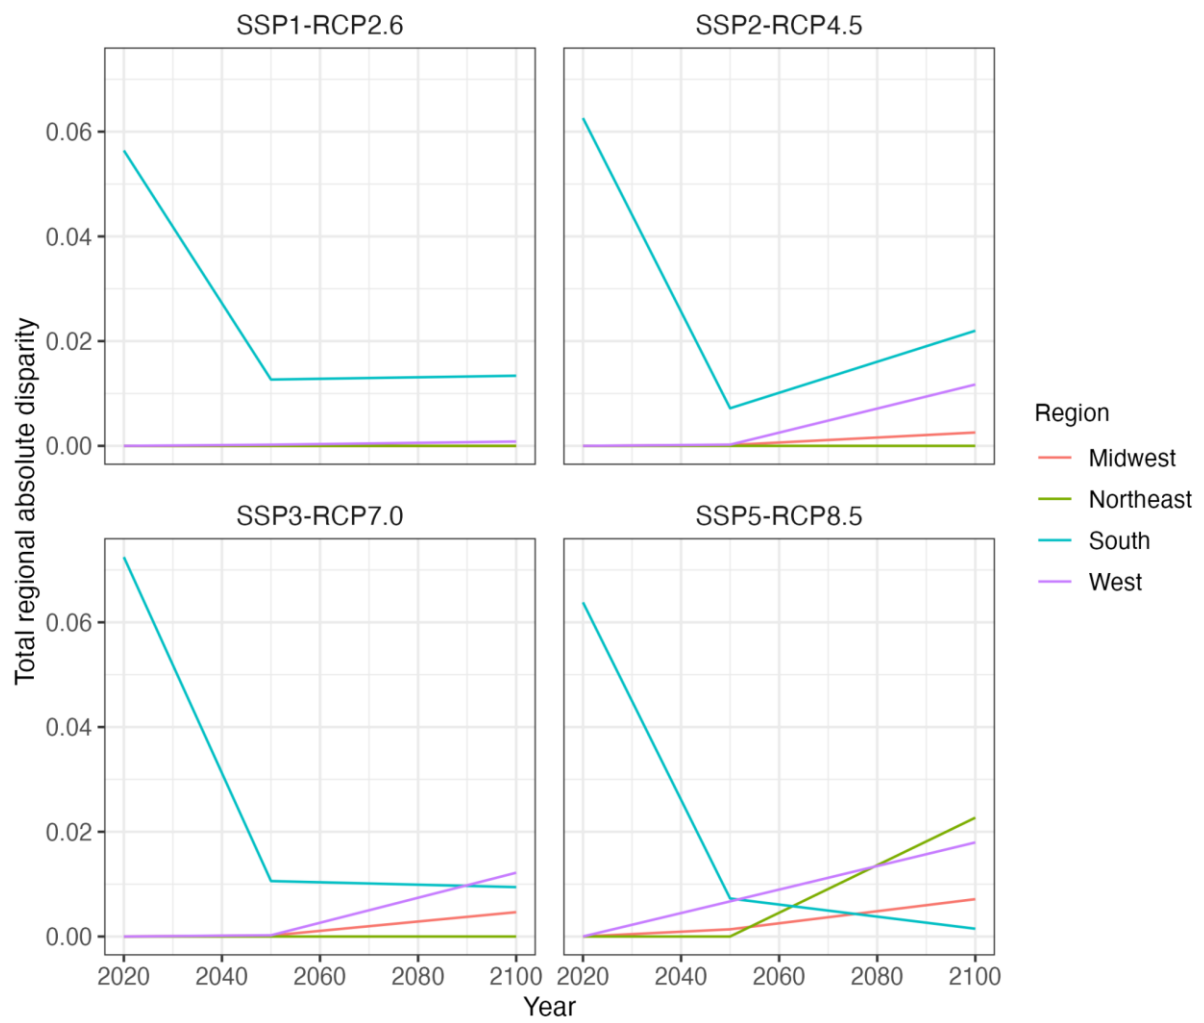 SSP1-RCP2.6
SSP2-RCP4.5
0.06
0.04
0.02
0.00
SSP3-RCP7.0
SSP5-RCP8.5
0.06
0.04
0.02
0.00
2020 2040 2060 2080 2100
2020 2040 2060 2080 2100
Year
Total regional absolute disparity
Region
Midwest
Northeast
South
West